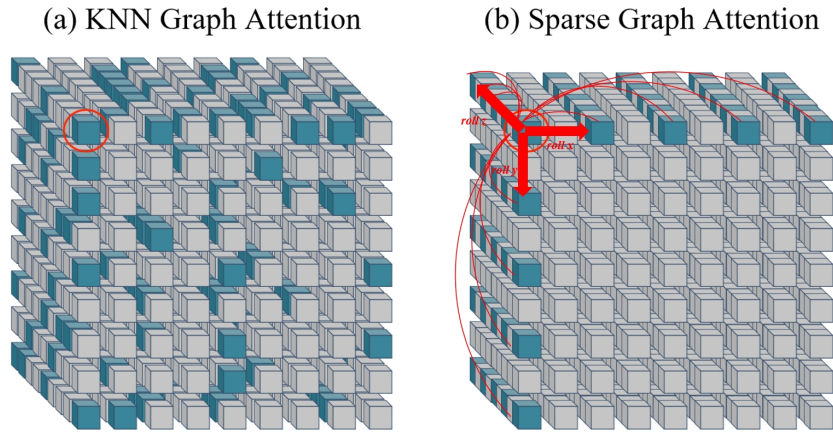 (a) KNN Graph Attention
(b) Sparse Graph Attention
roll z
roll x
roll y